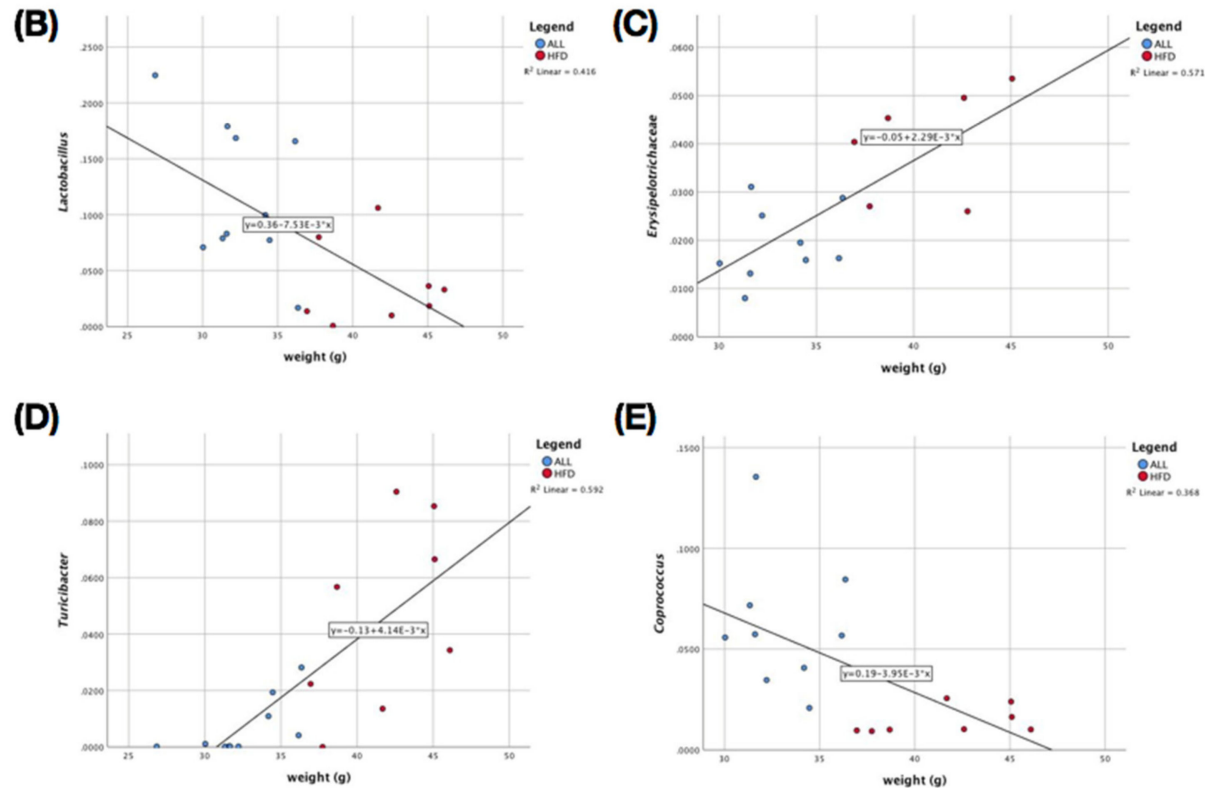 (B)
Legend
ALL
HFD
R² Linear = 0.416
.2500
.2000
.1500
.1000
.0500
.0000
Lactobacillus
y=0.36-7.53E-3*x
25 30 35 40 45 50
weight (g)
(C)
Legend
ALL
HFD
R² Linear = 0.571
.0600
.0500
.0400
.0300
.0200
.0100
.0000
Erysipelotrichaceae
y=-0.05+2.29E-3*x
30 35 40 45 50
weight (g)
(D)
Legend
ALL
HFD
R² Linear = 0.592
.1000
.0800
.0600
.0400
.0200
.0000
Turicibacter
y=-0.13+4.14E-3*x
25 30 35 40 45 50
weight (g)
(E)
Legend
ALL
HFD
R² Linear = 0.368
.1500
.1000
.0500
.0000
Coprococcus
y=0.19-3.95E-3*x
30 35 40 45 50
weight (g)